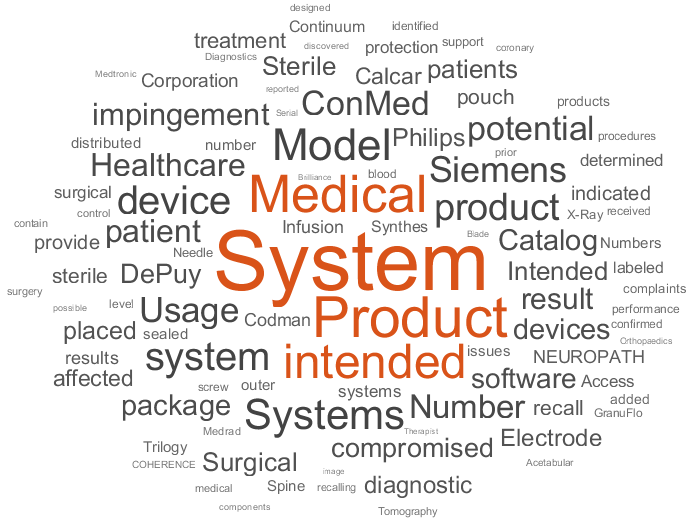 designed
Continuum identified
treatment discovered protection support
Diagnostics coronary
Sterile
Medtronic Corporation Calcar patients
reported
impingement Serial ConMed pouch products
distributed number Model Philips potential procedures
prior
Healthcare Brilliance blood Siemens determined
surgical device Medical product indicated
control X-Ray received
contain patient Infusion Synthes Blade Catalog Numbers
provide Needle
sterile DePuy System Intended labeled
surgery complaints
possible level Usage Product result performance
placed sealed Codman devices confirmed
Orthopaedics
results system intended issues NEUROPATH
affected screw outer systems software Access
added
package Systems Number recall GranuFlo
Medrad Therapist
Trilogy compromised Electrode
COHERENCE Surgical image Acetabular
medical Spine recalling diagnostic
components Tomography